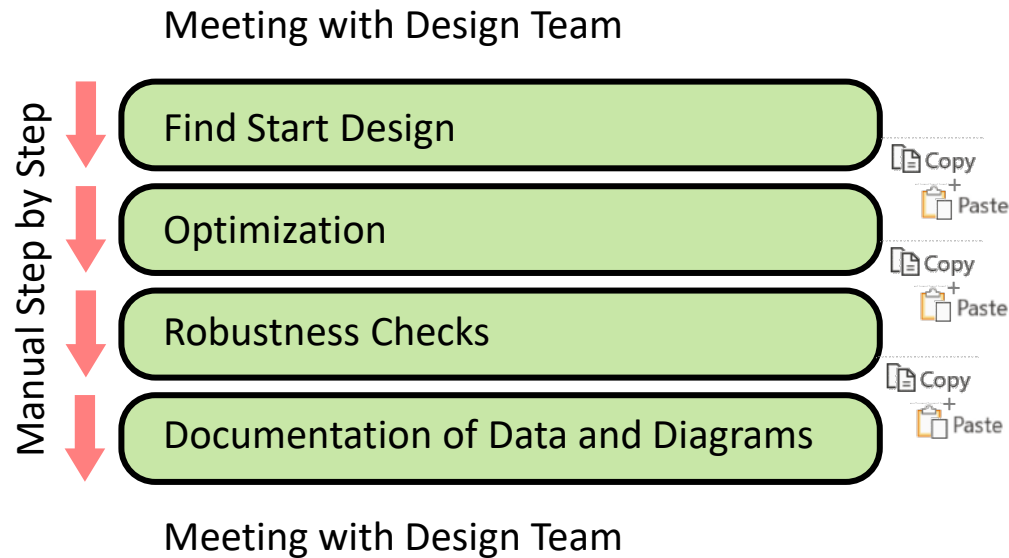 Meeting with Design Team
Manual Step by Step
Find Start Design
Copy
+
Paste
Optimization
Copy
+
Paste
Robustness Checks
Copy
+
Paste
Documentation of Data and Diagrams
Meeting with Design Team